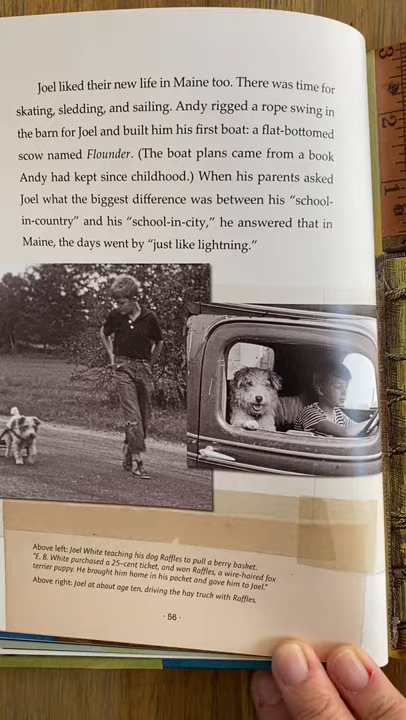 Joel liked their new life in Maine too. There was time for
skating, sledding, and sailing. Andy rigged a rope swing in
the barn for Joel and built him his first boat: a flat-bottomed
scow named Flounder. (The boat plans came from a book
Andy had kept since childhood.) When his parents asked
Joel what the biggest difference was between his “school-
in-country” and his “school-in-city,” he answered that in
Maine, the days went by “just like lightning.”
Above left: Joel White teaching his dog Raffles to pull a berry basket.
“E. B. White purchased a 25–cent ticket, and won Raffles, a wire-haired fox
terrier puppy. He brought him home in his pocket and gave him to Joel.”
Above right: Joel at about age ten, driving the hay truck with Raffles.
· 56 ·
3
2
1